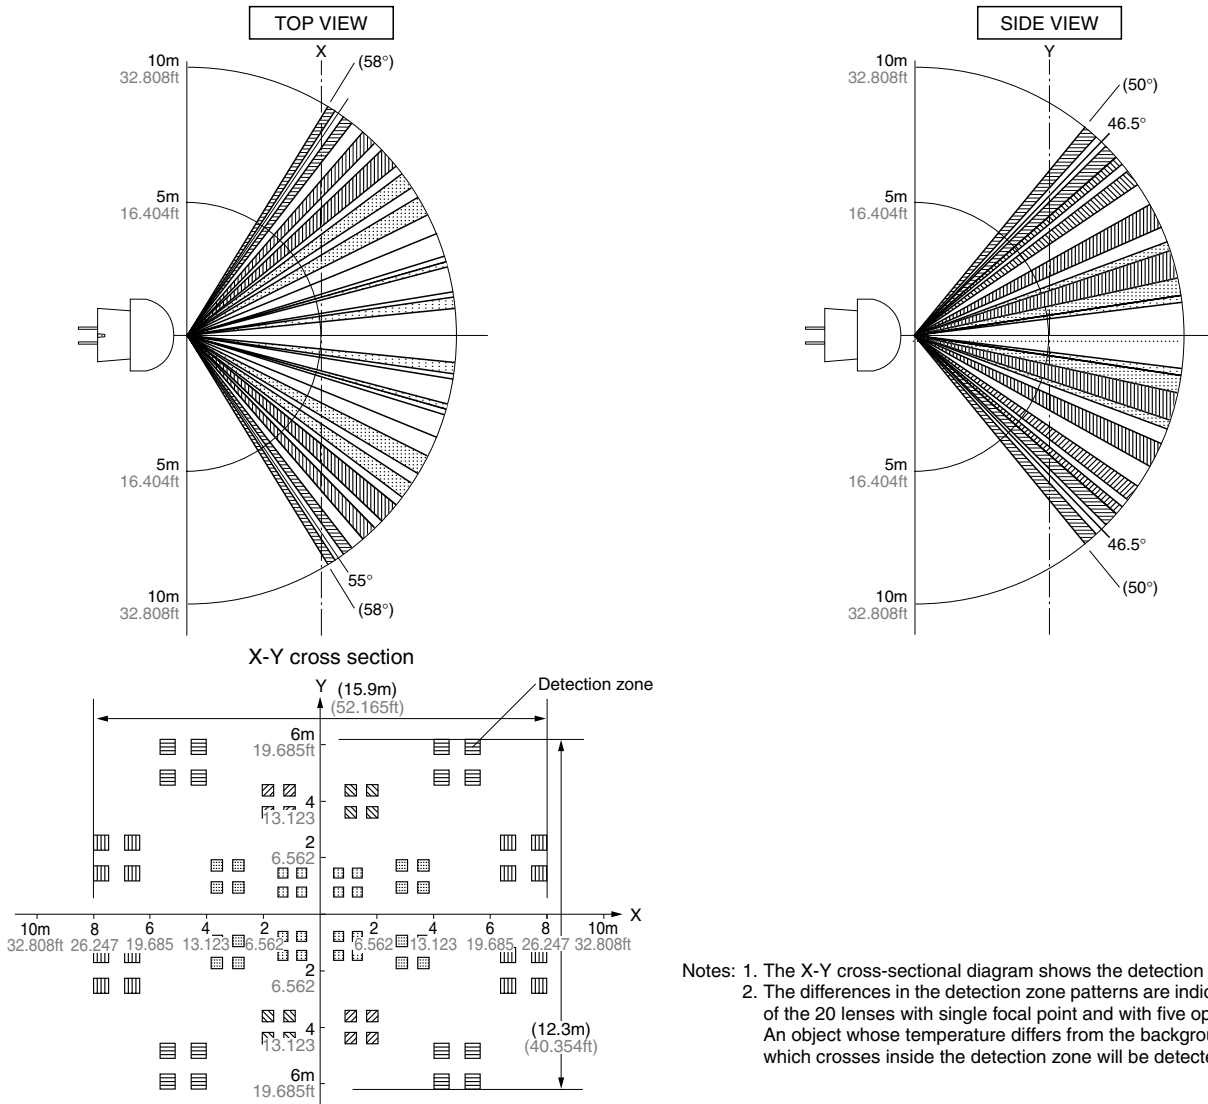 TOP VIEW
X
(58°)
10m
32.808ft
5m
16.404ft
5m
16.404ft
55°
(58°)
10m
32.808ft
SIDE VIEW
Y
(50°)
10m
32.808ft
46.5°
5m
16.404ft
5m
16.404ft
46.5°
(50°)
10m
32.808ft
X-Y cross section
Y
(15.9m)
(52.165ft)
Detection zone
6m
19.685ft
4
13.123
2
6.562
X
10m 8 6 4 2 2 4 6 8 10m
32.808ft 26.247 19.685 13.123 6.562 6.562 13.123 19.685 26.247 32.808ft
2
6.562
4
13.123
6m
19.685ft
(12.3m)
(40.354ft)
Notes: 1. The X-Y cross-sectional diagram shows the detection
2. The differences in the detection zone patterns are indic
of the 20 lenses with single focal point and with five op
An object whose temperature differs from the backgrou
which crosses inside the detection zone will be detecte